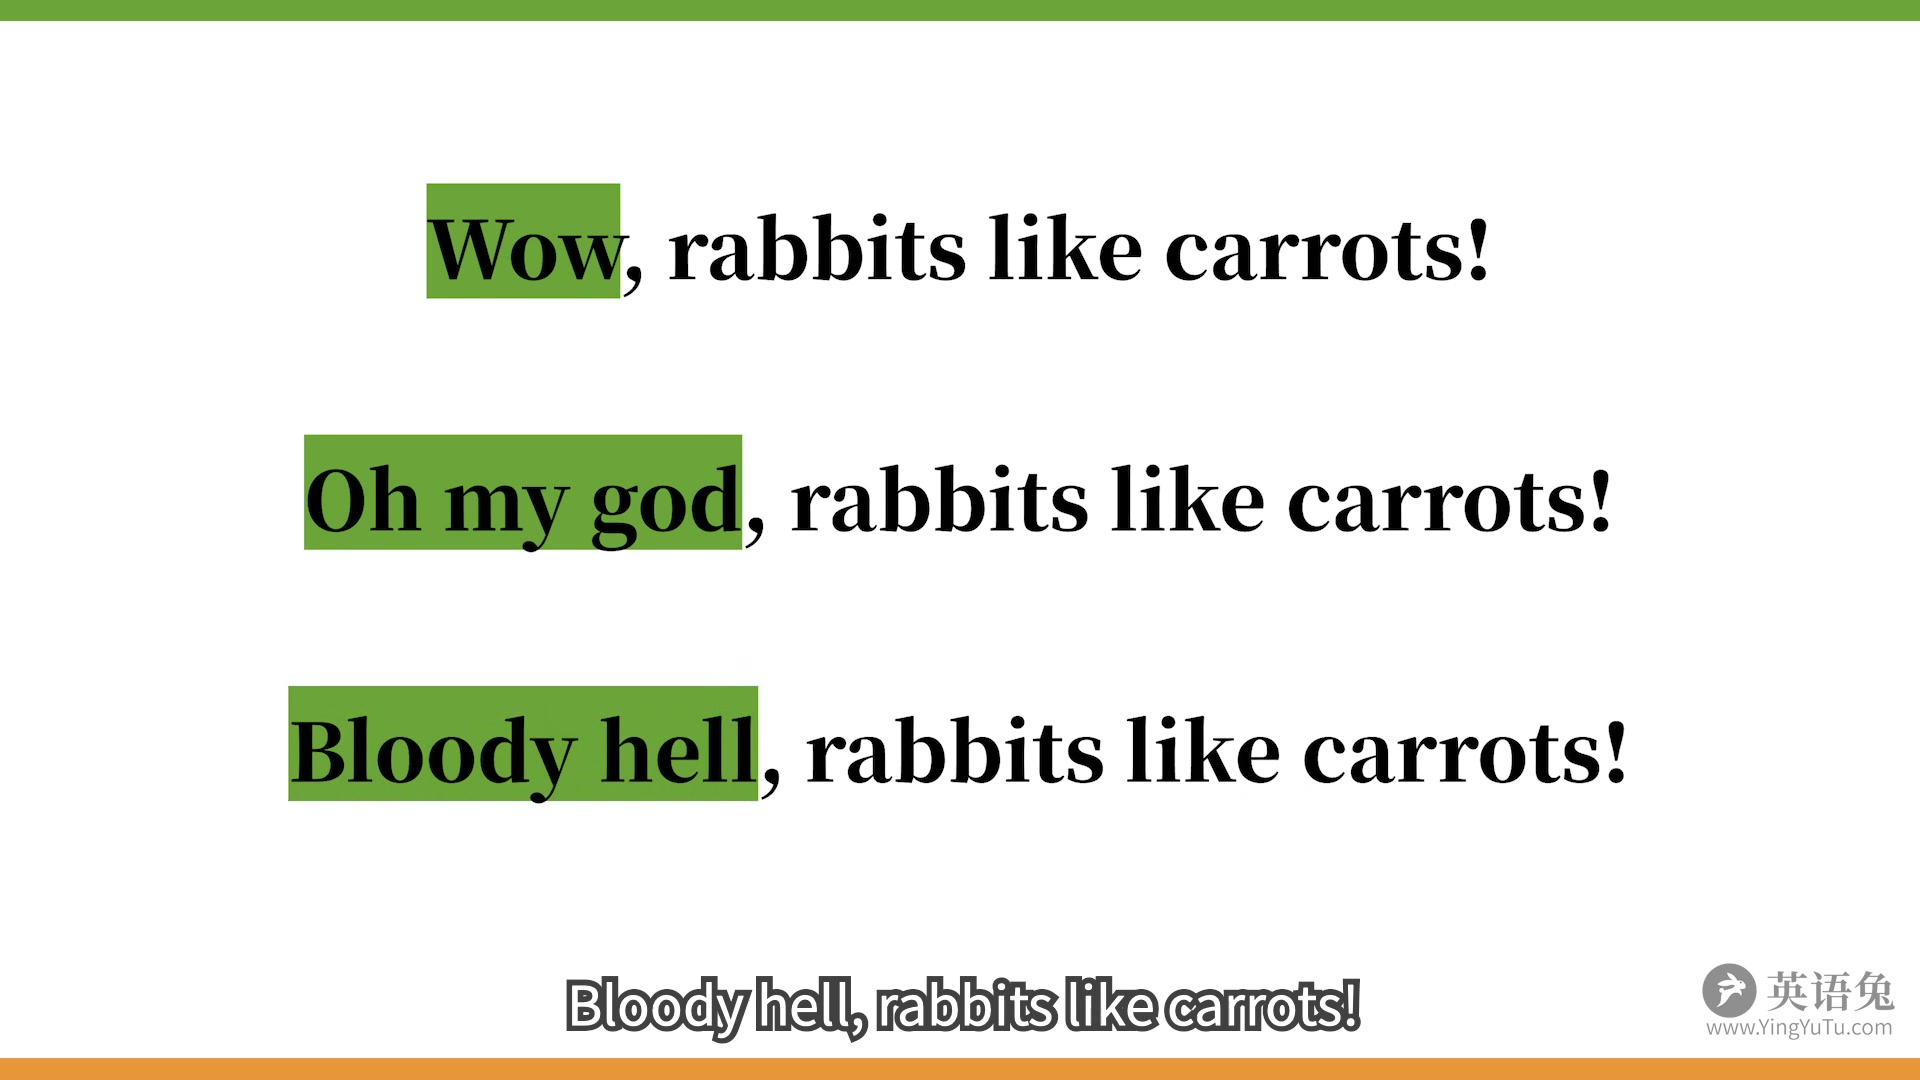 Wow, rabbits like carrots!
Oh my god, rabbits like carrots!
Bloody hell, rabbits like carrots!
Bloody hell, rabbits like carrots!
英语兔
www.YingYuTu.com